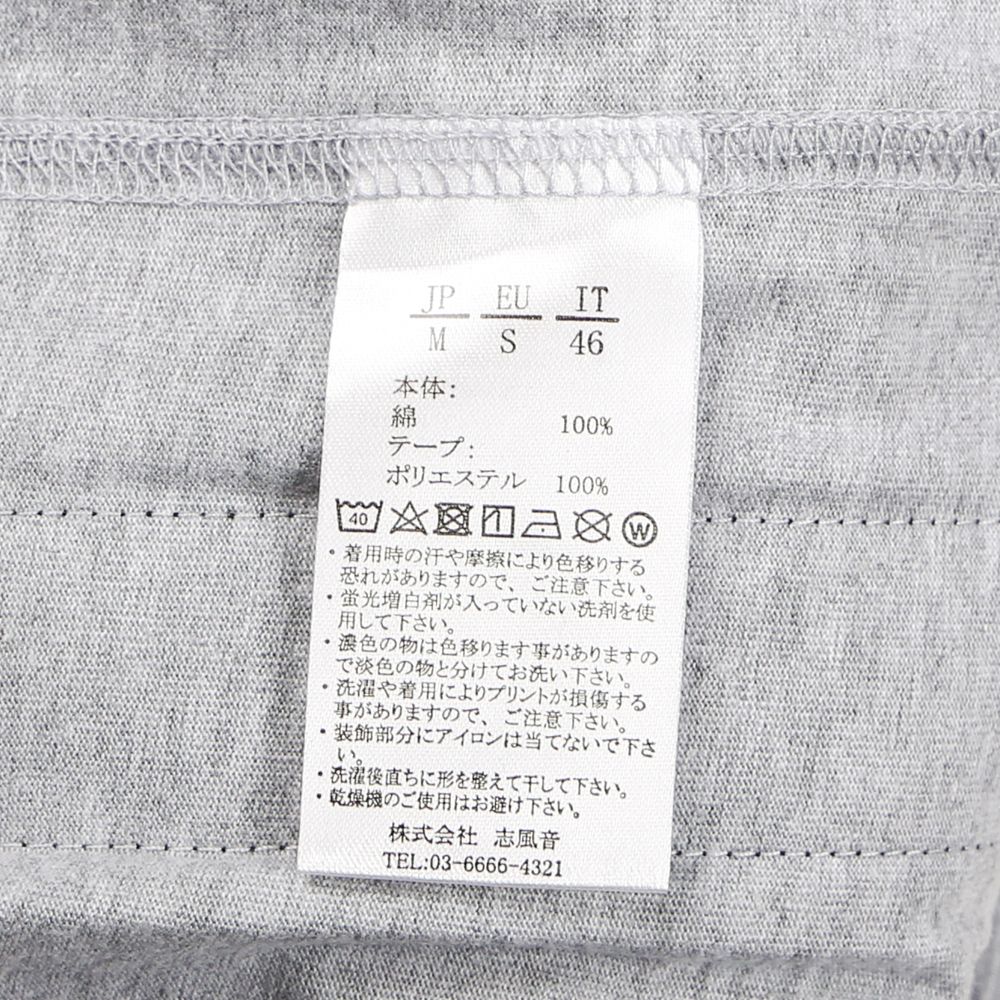 JP EU IT
M S 46
本体:
綿 100%
テープ:
ポリエステル 100%
40 W
・着用時の汗や摩擦により色移りする
恐れがありますので、ご注意下さい。
・蛍光増白剤が入っていない洗剤を使
用して下さい。
・濃色の物は色移ります事がありますの
で淡色の物と分けてお洗い下さい。
・洗濯や着用によりプリントが損傷する
事がありますので、ご注意下さい。
・装飾部分にアイロンは当てないで下さ
い。
・洗濯後直ちに形を整えて干して下さい。
・乾燥機のご使用はお避け下さい。
株式会社 志風音
TEL:03-6666-4321